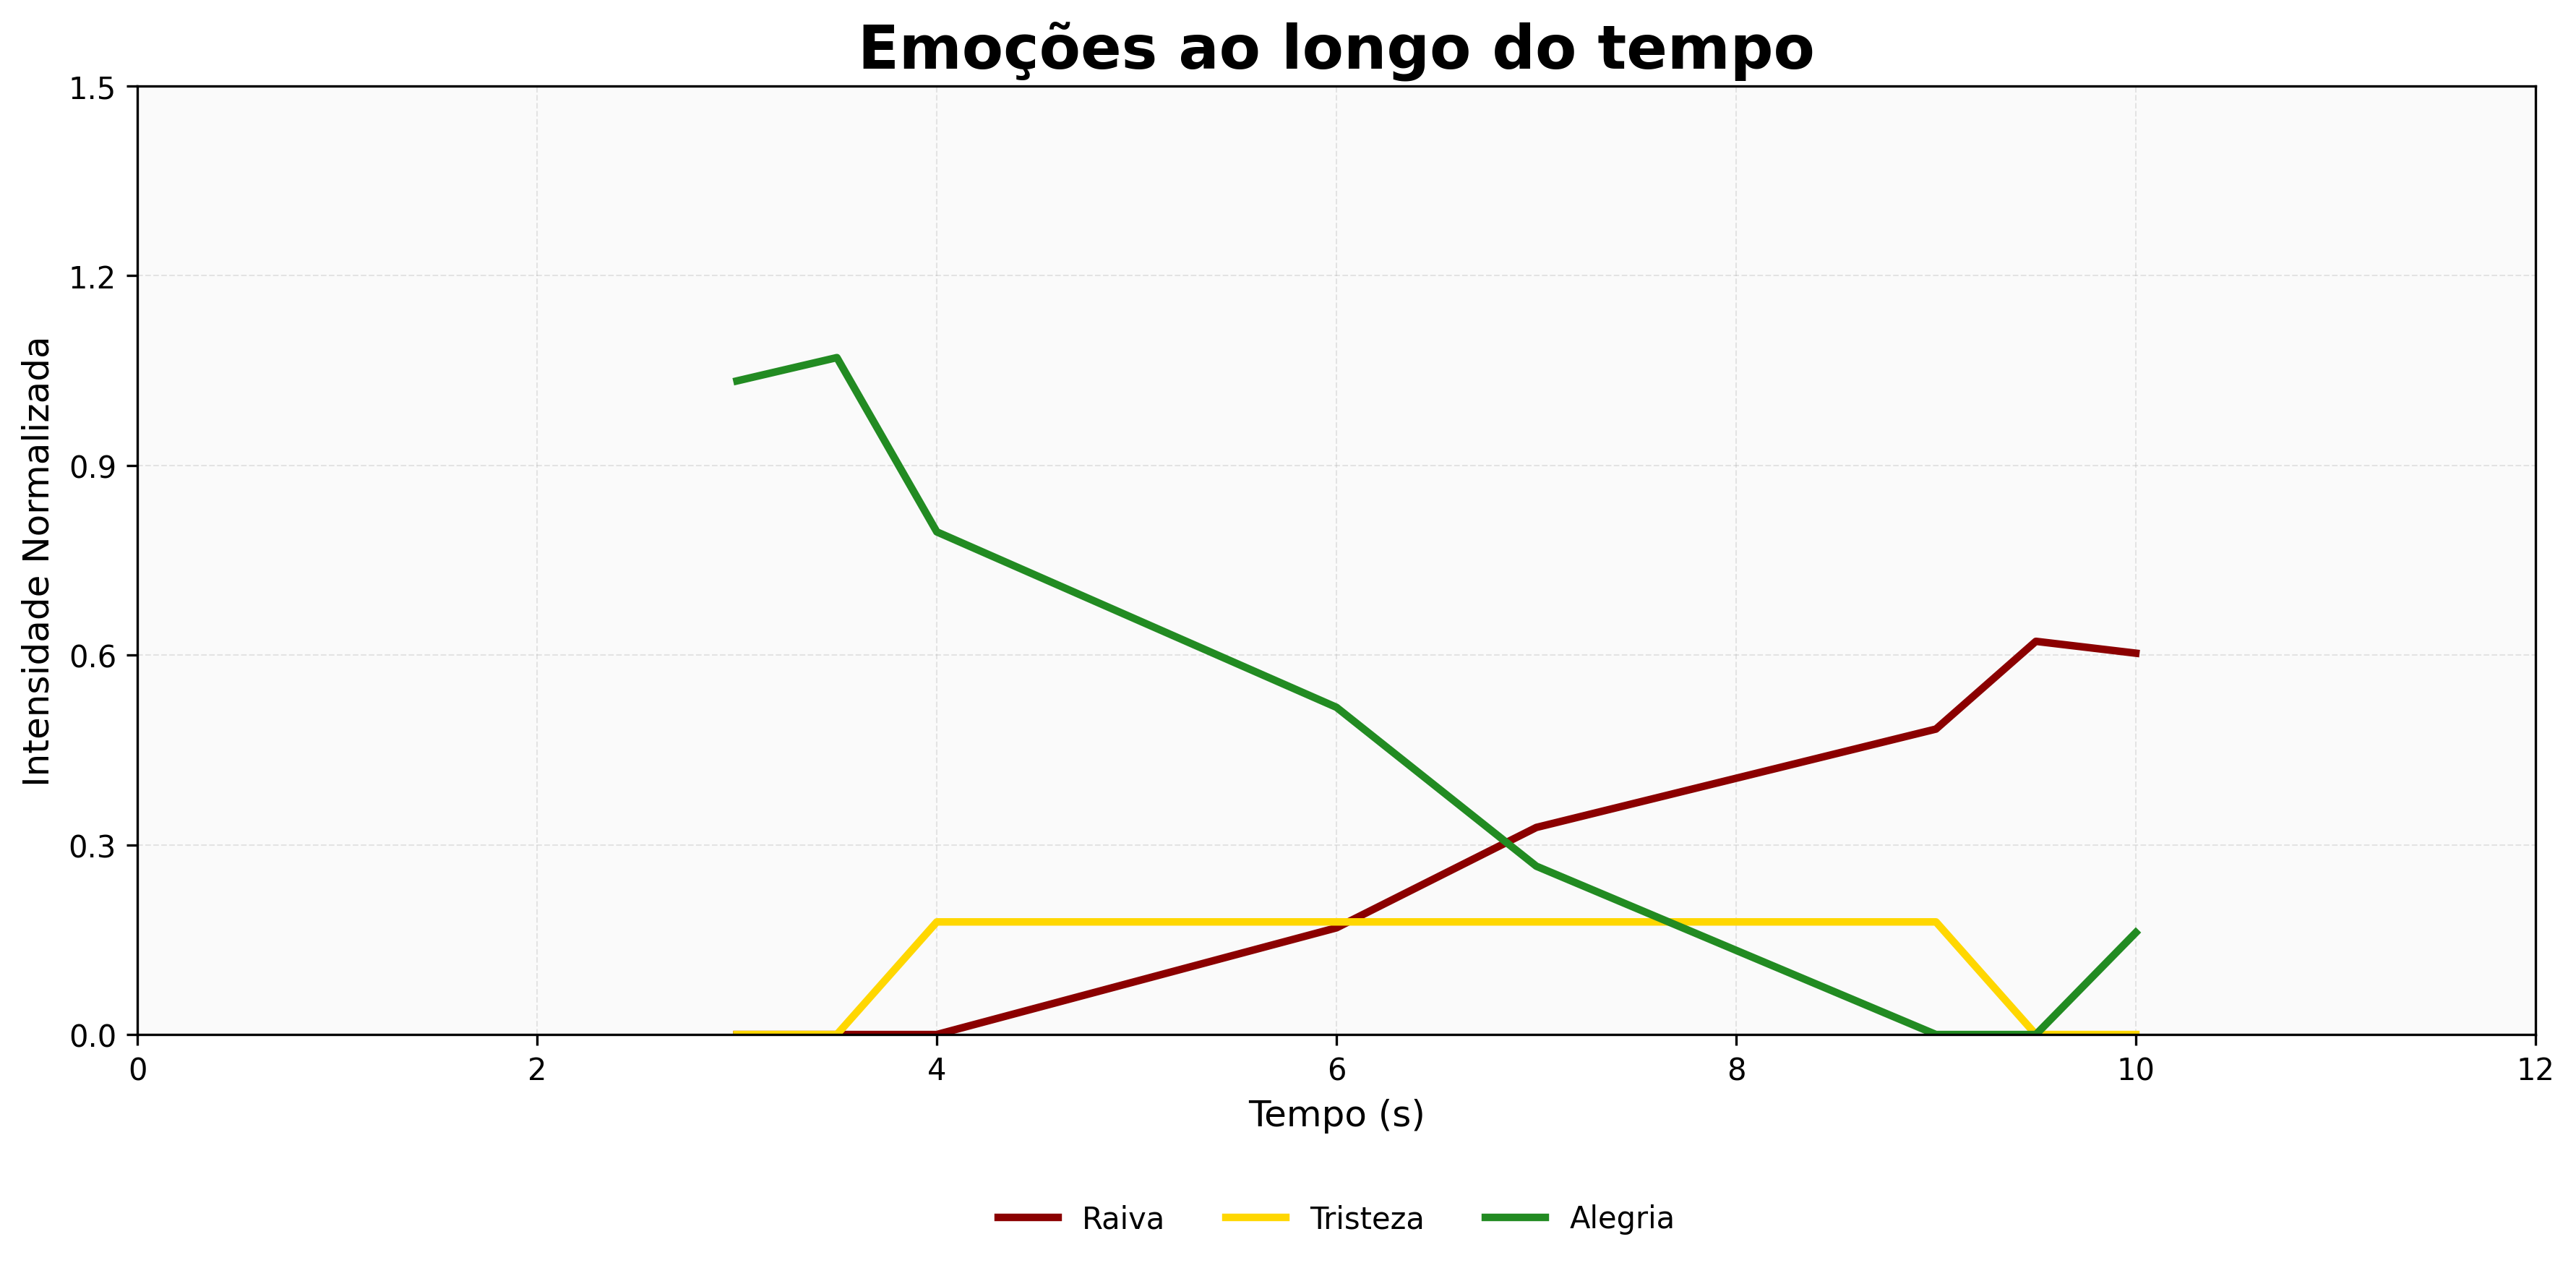 Emoções ao longo do tempo
Intensidade Normalizada
1.5
1.2
0.9
0.6
0.3
0.0
0 2 4 6 8 10 12
Tempo (s)
Raiva Tristeza Alegria